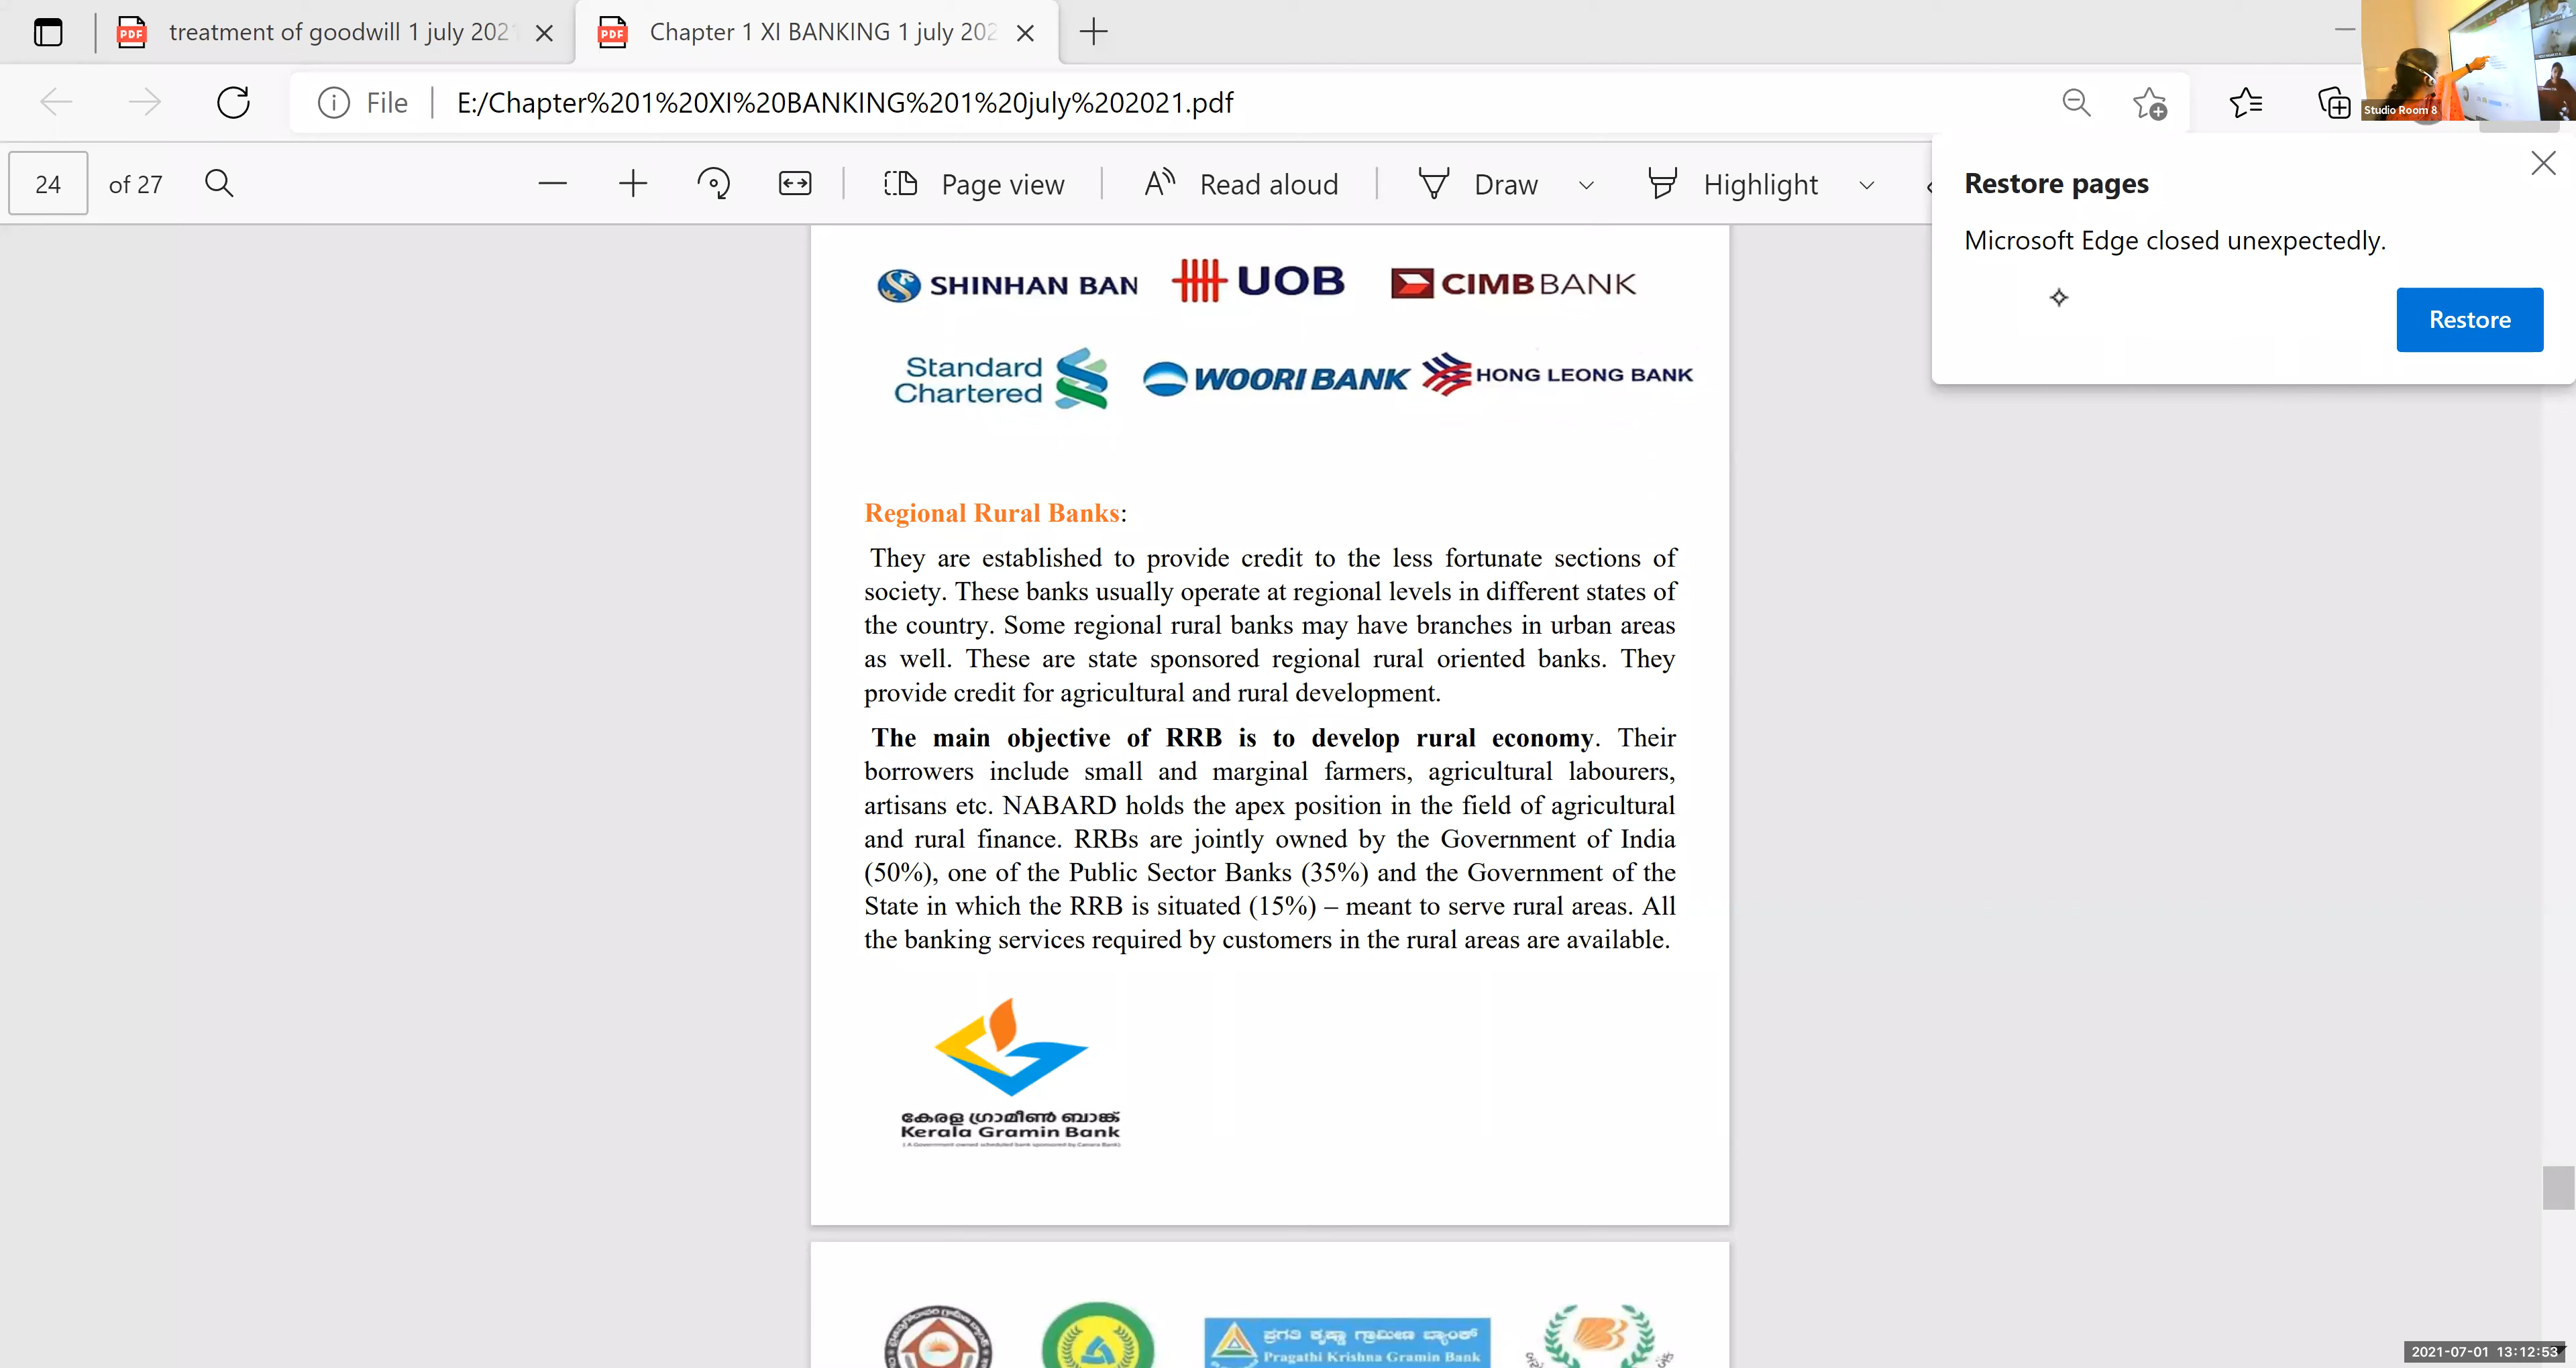 treatment of goodwill 1 july 202
Chapter 1 XI BANKING 1 july 202
File
E:/Chapter%201%20XI%20BANKING%201%20july%202021.pdf
Studio Room 8
24 of 27
Page view
Read aloud
Draw
Highlight
Restore pages
Microsoft Edge closed unexpectedly.
Restore
SHINHAN BAN
UOB
CIMB BANK
Standard
Chartered
WOORI BANK
HONG LEONG BANK
Regional Rural Banks:
They are established to provide credit to the less fortunate sections of
society. These banks usually operate at regional levels in different states of
the country. Some regional rural banks may have branches in urban areas
as well. These are state sponsored regional rural oriented banks. They
provide credit for agricultural and rural development.
The main objective of RRB is to develop rural economy. Their
borrowers include small and marginal farmers, agricultural labourers,
artisans etc. NABARD holds the apex position in the field of agricultural
and rural finance. RRBs are jointly owned by the Government of India
(50%), one of the Public Sector Banks (35%) and the Government of the
State in which the RRB is situated (15%) – meant to serve rural areas. All
the banking services required by customers in the rural areas are available.
കേരള ഗ്രാമീണ്‍ ബാങ്ക്
Kerala Gramin Bank
( A Government owned scheduled bank sponsored by Canara Bank)
ಪ್ರಗತಿ ಕೃಷ್ಣಾ ಗ್ರಾಮೀಣ ಬ್ಯಾಂಕ್
Pragathi Krishna Gramin Bank
2021-07-01 13:12:53